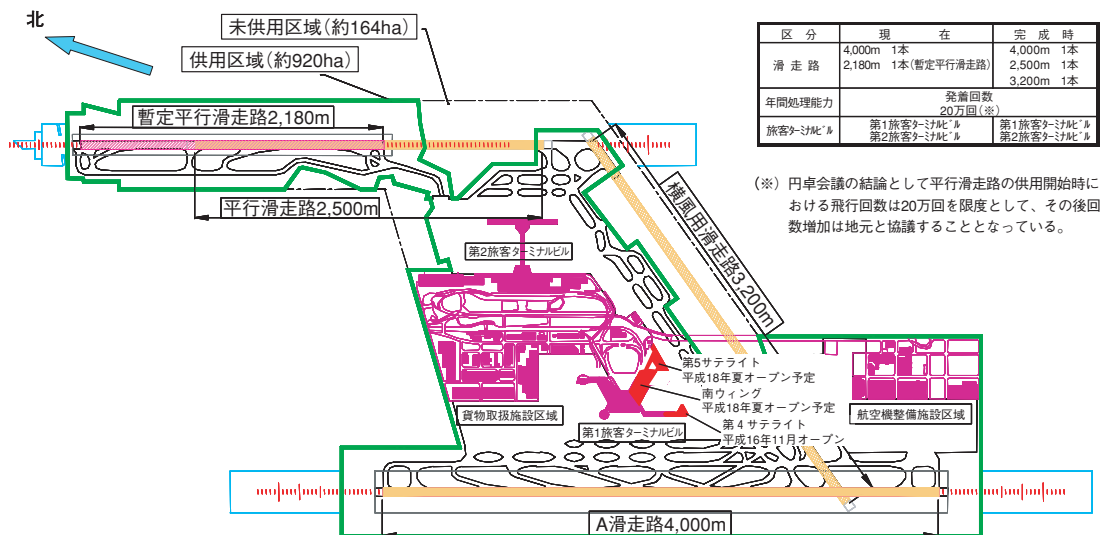 北
未供用区域(約164ha)
供用区域(約920ha)
暫定平行滑走路2,180m
平行滑走路2,500m
横風用滑走路3,200m
第2旅客ターミナルビル
第5サテライト
平成18年夏オープン予定
南ウィング
平成18年夏オープン予定
第4サテライト
平成16年11月オープン
貨物取扱施設区域
第1旅客ターミナルビル
航空機整備施設区域
A滑走路4,000m
区 分 現 在 完 成 時
滑 走 路 4,000m 1本 4,000m 1本
2,180m 1本(暫定平行滑走路) 2,500m 1本
3,200m 1本
年間処理能力 発着回数
20万回(※)
旅客ターミナルビル 第1旅客ターミナルビル 第1旅客ターミナルビル
第2旅客ターミナルビル 第2旅客ターミナルビル
(※) 円卓会議の結論として平行滑走路の供用開始時に
おける飛行回数は20万回を限度として、その後回
数増加は地元と協議することとなっている。